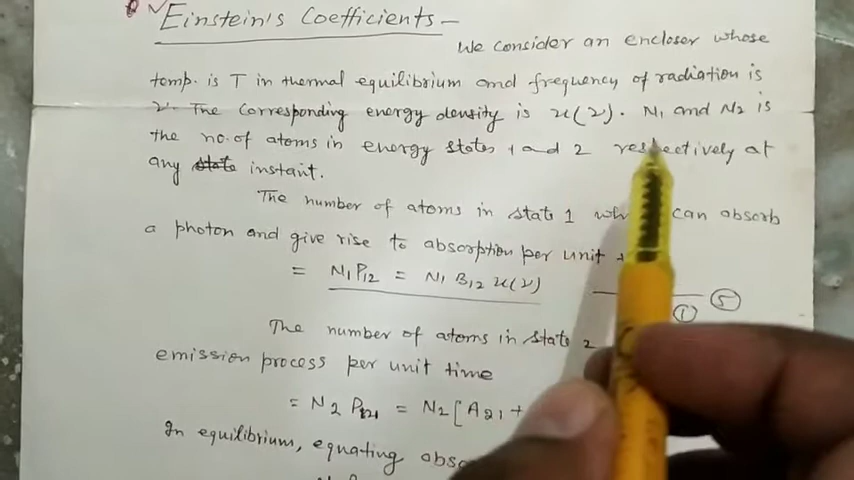 Einstein's Coefficients -
We consider an encloser whose
temp. is T in thermal equilibrium and frequency of radiation is
ν. The corresponding energy density is u(ν). N1 and N2 is
the no. of atoms in energy states 1 and 2 respectively at
any state instant.
The number of atoms in state 1 can absorb
a photon and give rise to absorption per unit
= N1P12 = N1 B12 u(ν)
5
1
The number of atoms in state 2
emission process per unit time
= N2 P21 = N2[A21 +
In equilibrium, equating